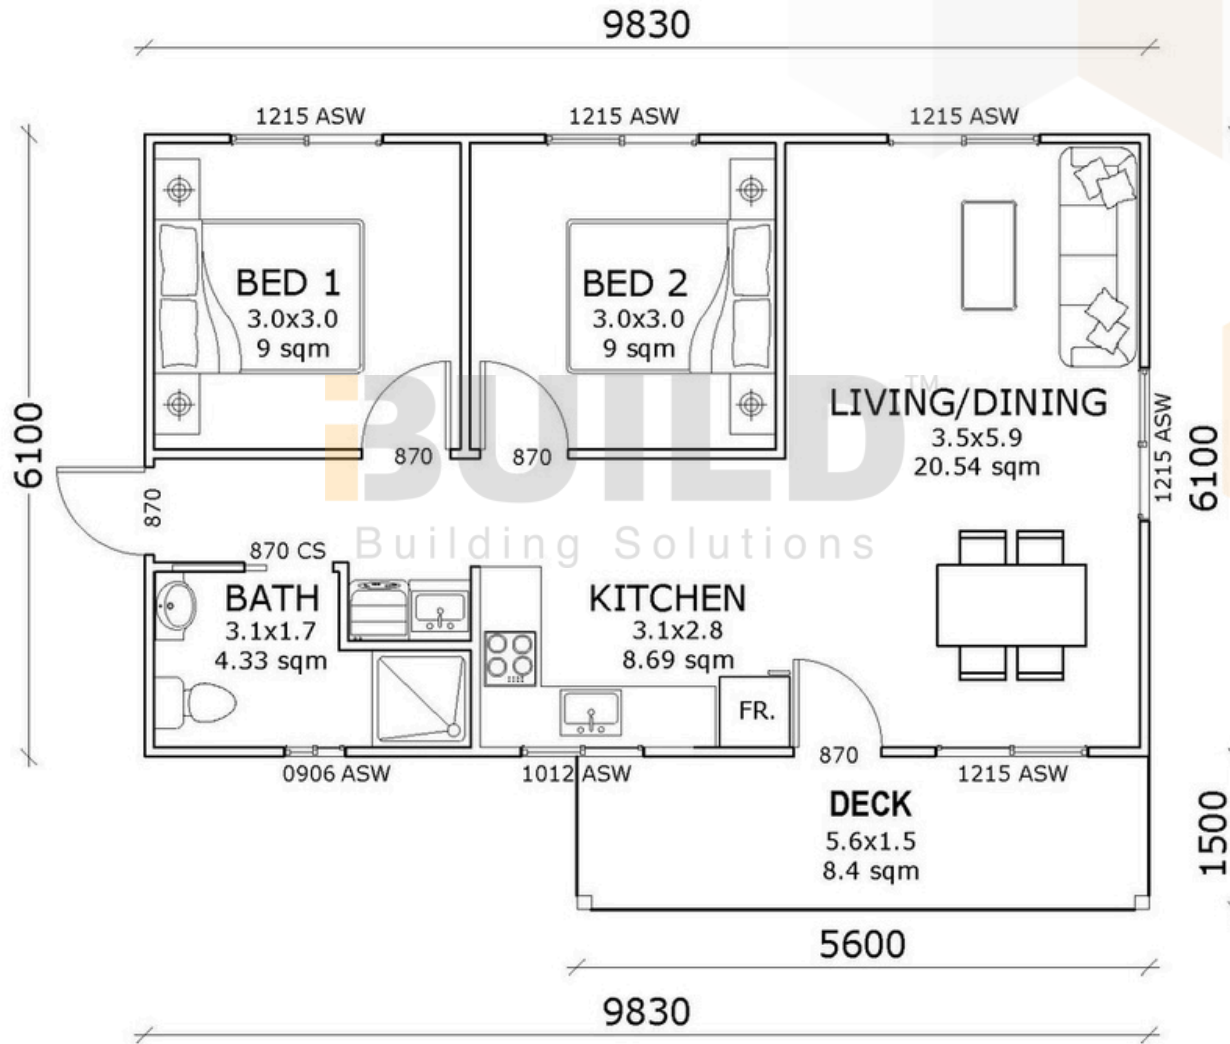 9830
1215 ASW
1215 ASW
1215 ASW
BED 1
3.0x3.0
9 sqm
BED 2
3.0x3.0
9 sqm
LIVING/DINING
3.5x5.9
20.54 sqm
iBUILD™
Building Solutions
6100
870
870
870
1215 ASW
6100
870 CS
BATH
3.1x1.7
4.33 sqm
KITCHEN
3.1x2.8
8.69 sqm
FR.
870
0906 ASW
1012 ASW
1215 ASW
DECK
5.6x1.5
8.4 sqm
1500
5600
9830